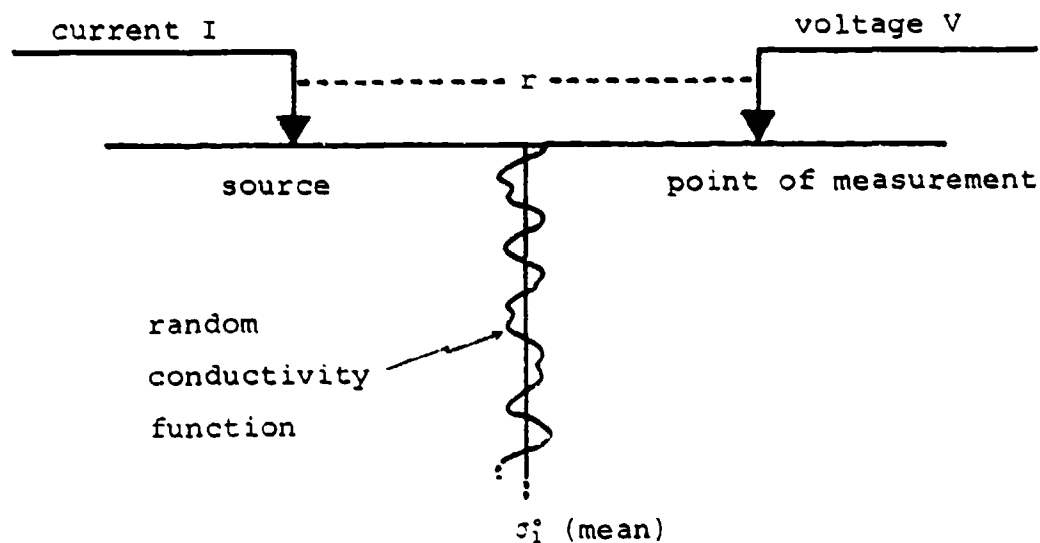 current I
voltage V
r
source
point of measurement
random
conductivity
function
(mean)